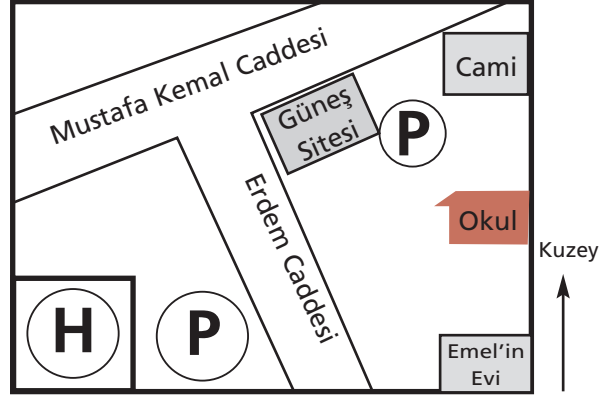 Mustafa Kemal Caddesi
Cami
Güneş
Sitesi
P
Erdem Caddesi
Okul
Kuzey
H
P
Emel'in
Evi